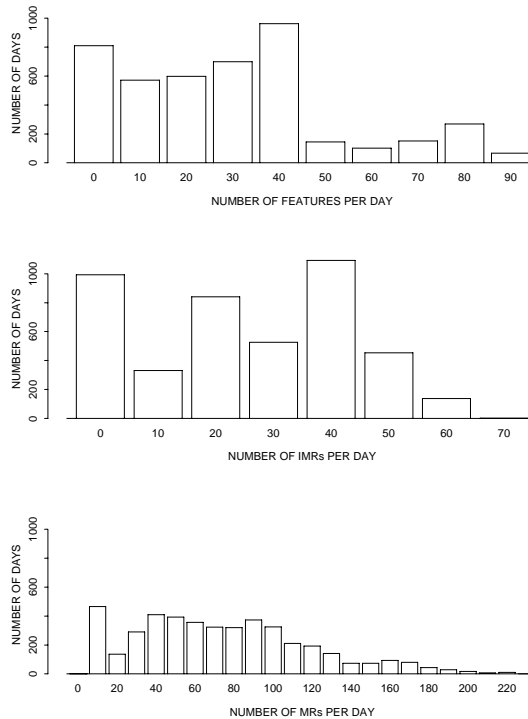 1000
600
200
0
NUMBER OF DAYS
0 10 20 30 40 50 60 70 80 90
NUMBER OF FEATURES PER DAY
1000
600
200
0
NUMBER OF DAYS
0 10 20 30 40 50 60 70
NUMBER OF IMRs PER DAY
1000
600
200
0
NUMBER OF DAYS
0 20 40 60 80 100 120 140 160 180 200 220
NUMBER OF MRs PER DAY